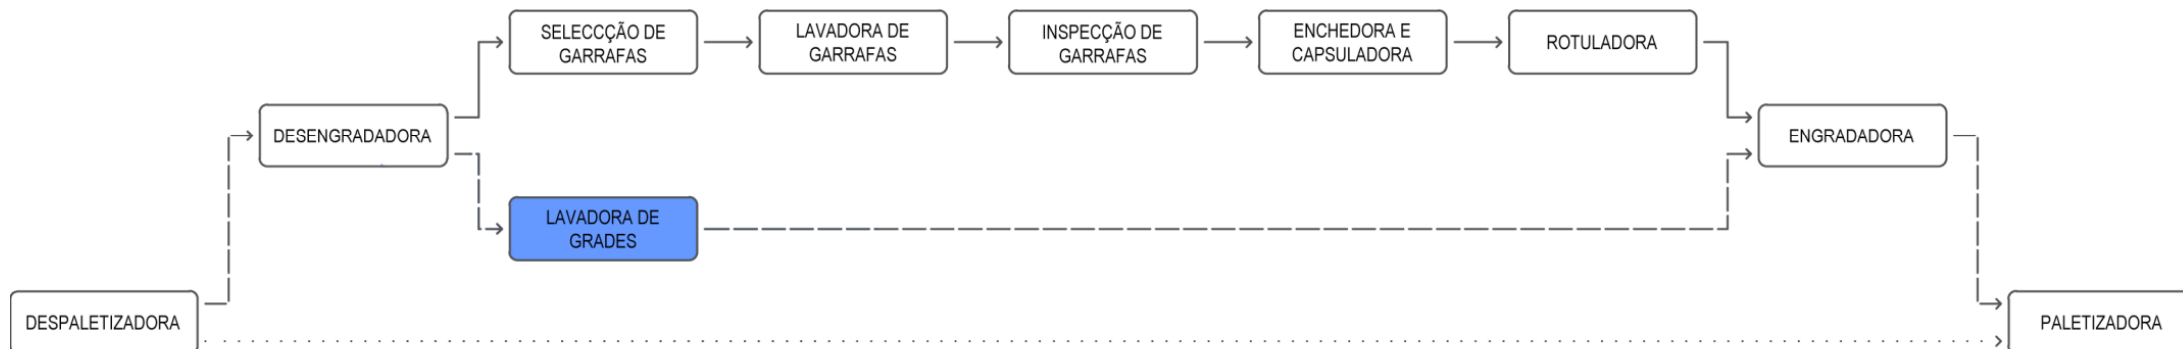 SELECCÇÃO DE
GARRAFAS
LAVADORA DE
GARRAFAS
INSPECÇÃO DE
GARRAFAS
ENCHEDORA E
CAPSULADORA
ROTULADORA
DESENGRADADORA
ENGRADADORA
LAVADORA DE
GRADES
DESPALETIZADORA
PALETIZADORA